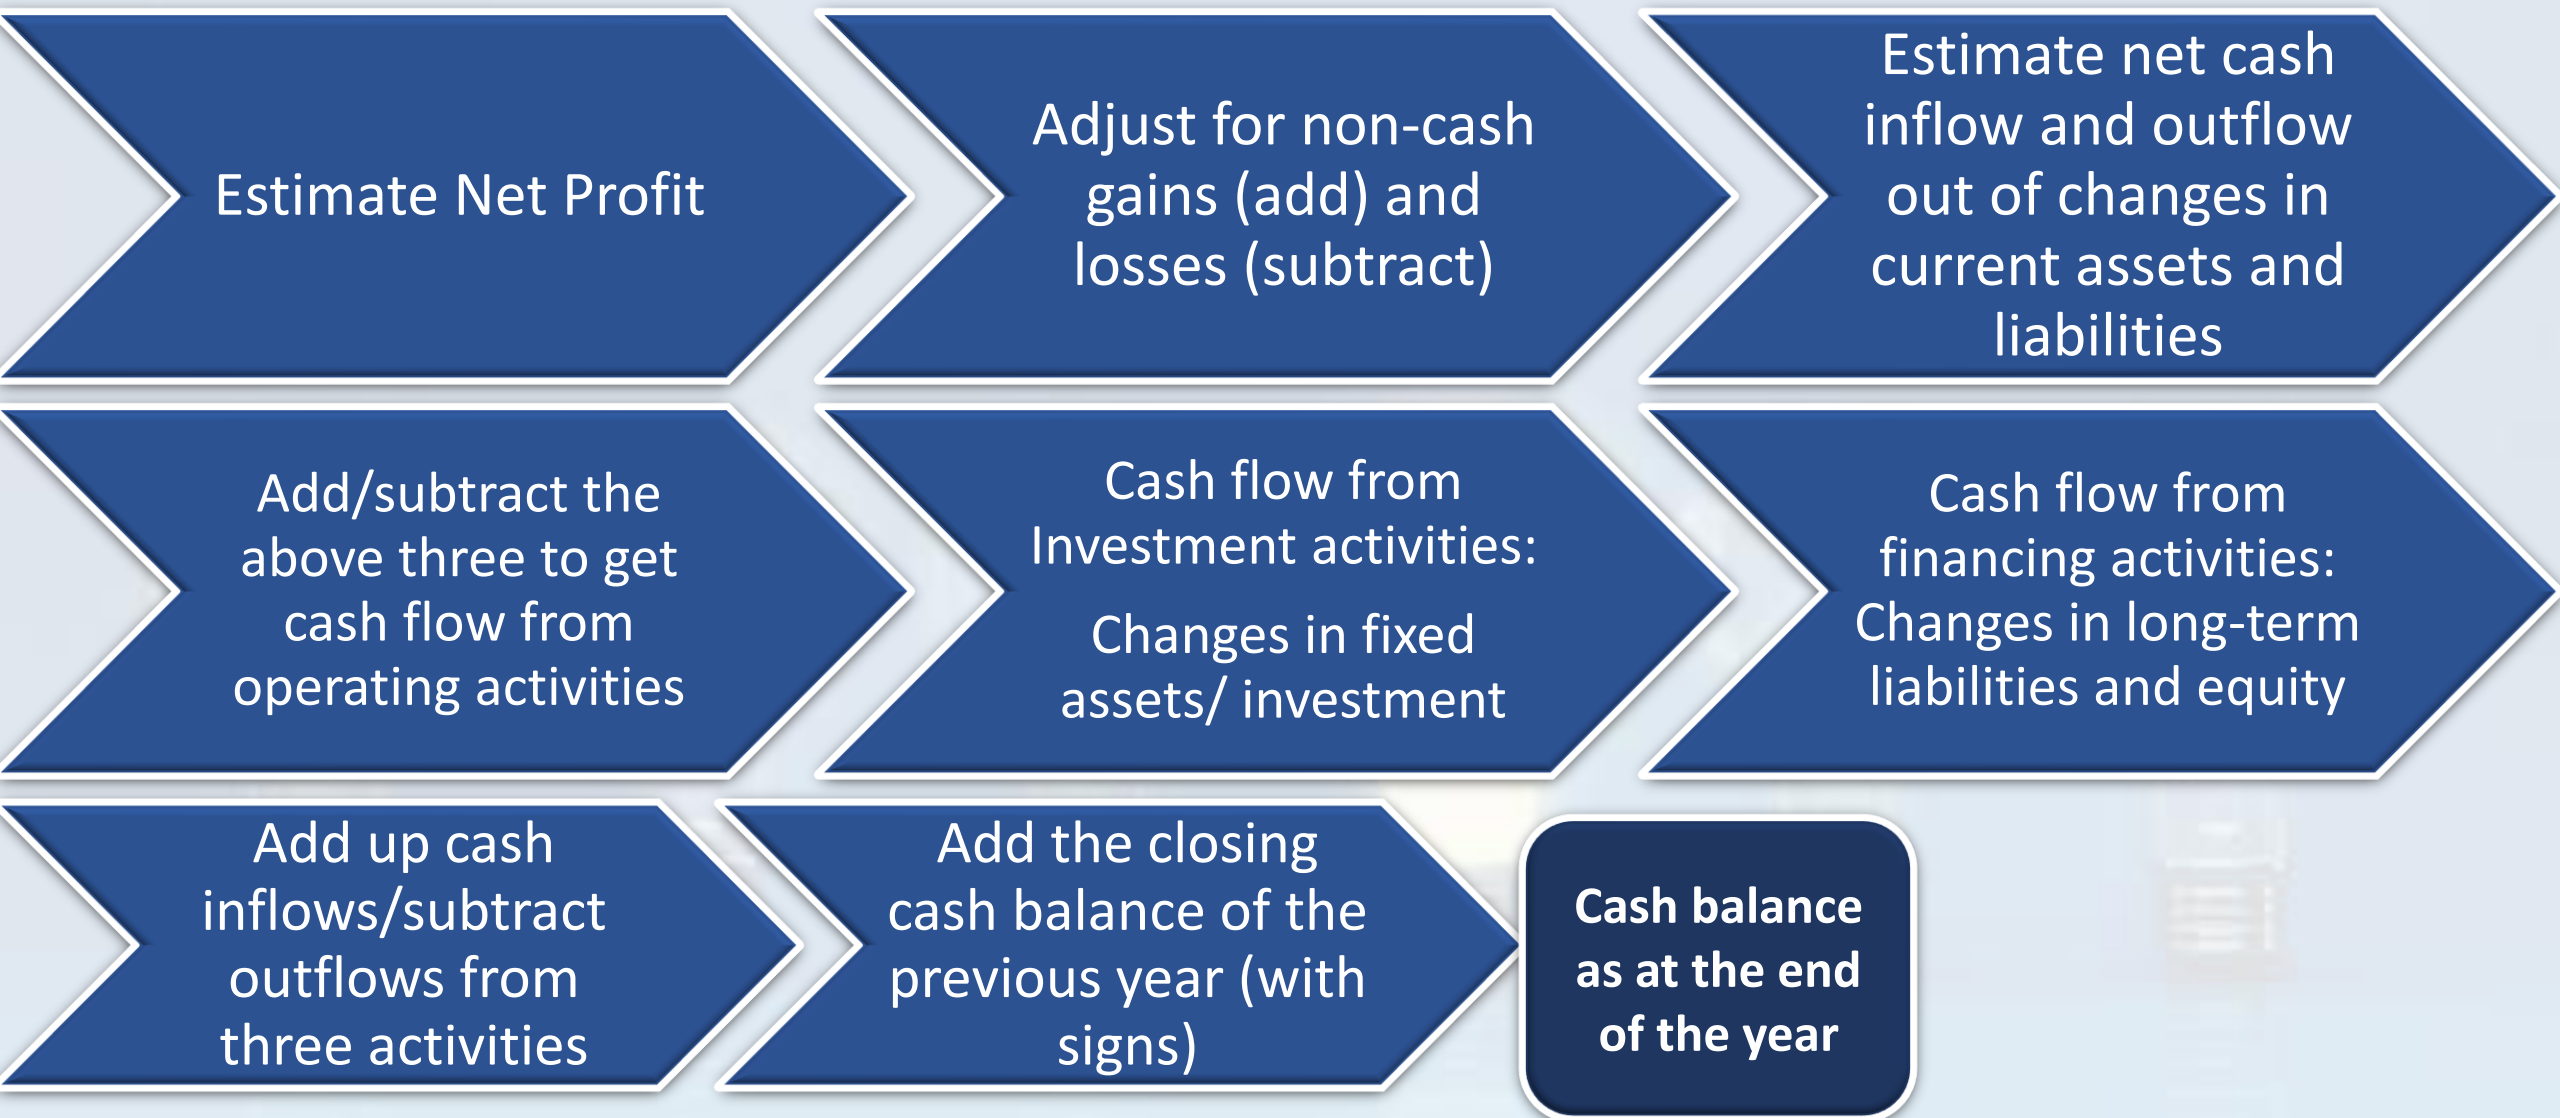 Estimate Net Profit
Adjust for non-cash
gains (add) and
losses (subtract)
Estimate net cash
inflow and outflow
out of changes in
current assets and
liabilities
Add/subtract the
above three to get
cash flow from
operating activities
Cash flow from
Investment activities:
Changes in fixed
assets/ investment
Cash flow from
financing activities:
Changes in long-term
liabilities and equity
Add up cash
inflows/subtract
outflows from
three activities
Add the closing
cash balance of the
previous year (with
signs)
Cash balance
as at the end
of the year